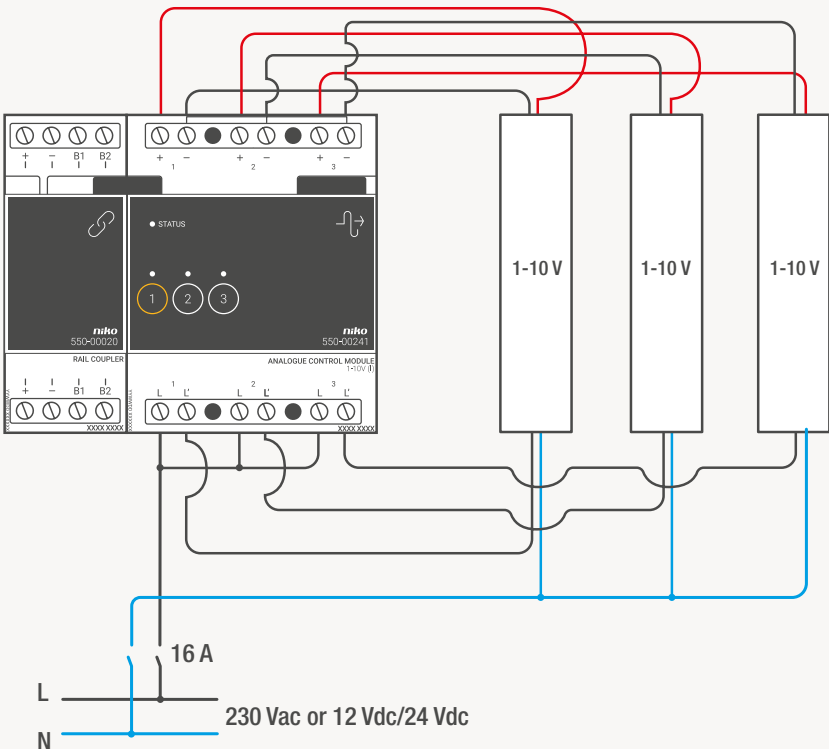 + − B1 B2
+ 1 − + 2 − + 3 −
STATUS
1 2 3
niko
550-00020
niko
550-00241
RAIL COUPLER
ANALOGUE CONTROL MODULE
1-10V (I)
+ − B1 B2
1 2 3
L L' L L' L L'
XXXX XXXX
XXXX XXXX
1-10 V
1-10 V
1-10 V
16 A
L
230 Vac or 12 Vdc/24 Vdc
N